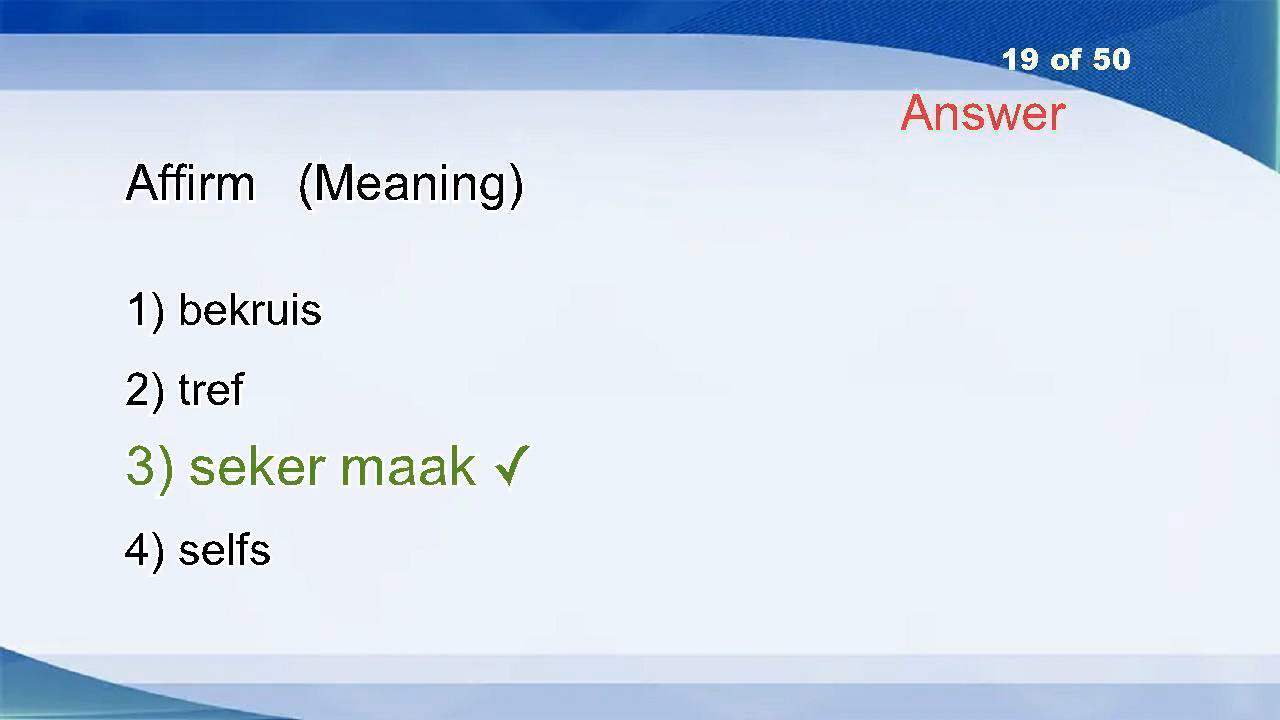 19 of 50
Answer
Affirm (Meaning)
1) bekruis
2) tref
3) seker maak ✓
4) selfs